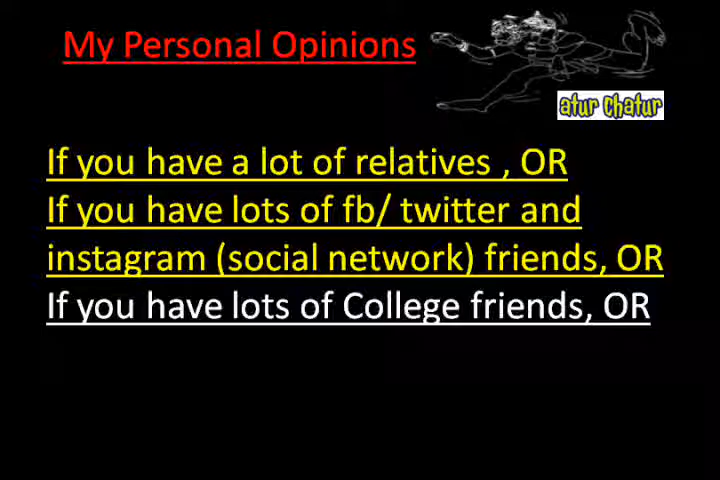 My Personal Opinions
atur chatur
If you have a lot of relatives , OR
If you have lots of fb/ twitter and
instagram (social network) friends, OR
If you have lots of College friends, OR